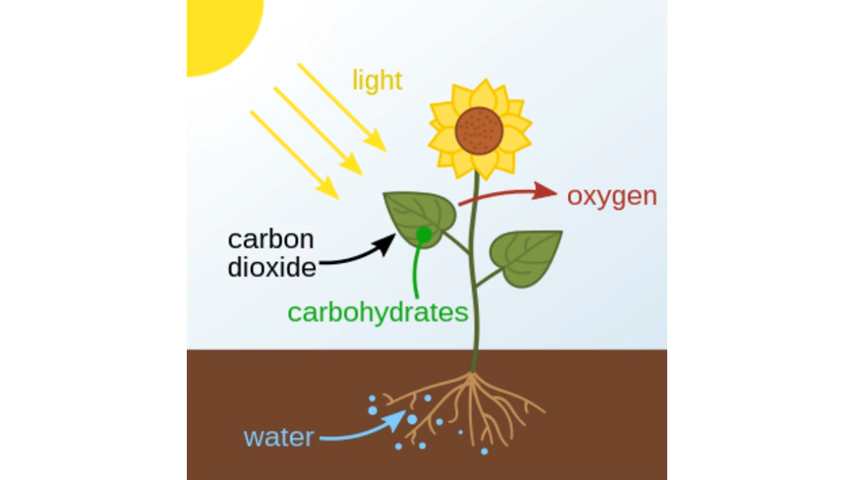 light
oxygen
carbon
dioxide
carbohydrates
water